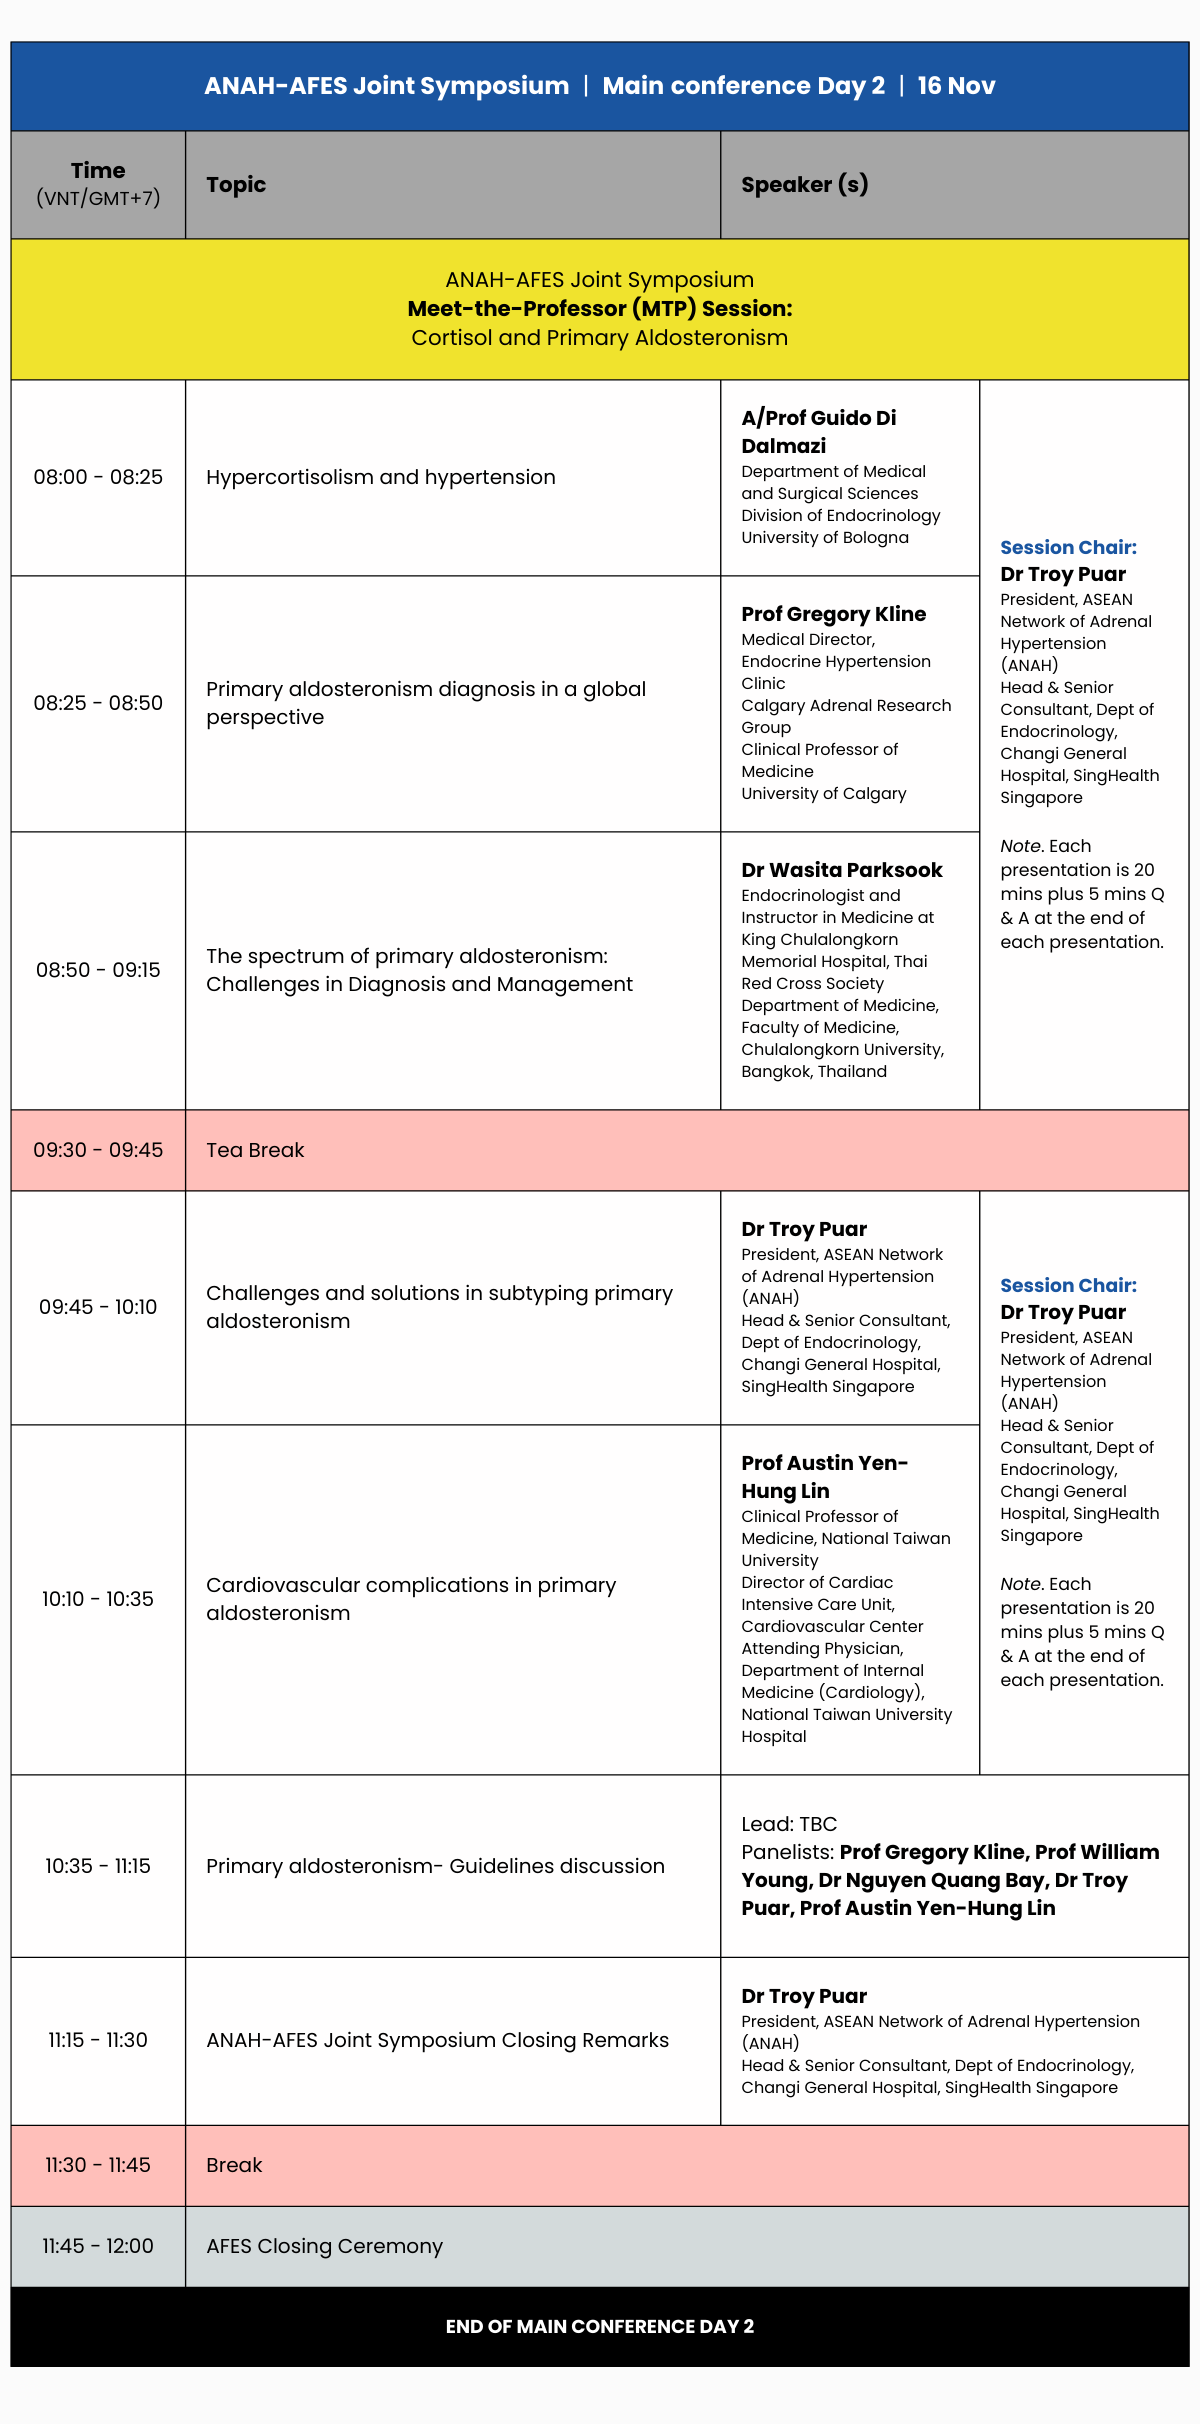 ANAH-AFES Joint Symposium | Main conference Day 2 | 16 Nov
Time
(VNT/GMT+7)
Topic
Speaker (s)
ANAH-AFES Joint Symposium
Meet-the-Professor (MTP) Session:
Cortisol and Primary Aldosteronism
08:00 - 08:25
Hypercortisolism and hypertension
A/Prof Guido Di
Dalmazi
Department of Medical
and Surgical Sciences
Division of Endocrinology
University of Bologna
Session Chair:
Dr Troy Puar
President, ASEAN
Network of Adrenal
Hypertension
(ANAH)
Head & Senior
Consultant, Dept of
Endocrinology,
Changi General
Hospital, SingHealth
Singapore
Note. Each
presentation is 20
mins plus 5 mins Q
& A at the end of
each presentation.
08:25 - 08:50
Primary aldosteronism diagnosis in a global
perspective
Prof Gregory Kline
Medical Director,
Endocrine Hypertension
Clinic
Calgary Adrenal Research
Group
Clinical Professor of
Medicine
University of Calgary
08:50 - 09:15
The spectrum of primary aldosteronism:
Challenges in Diagnosis and Management
Dr Wasita Parksook
Endocrinologist and
Instructor in Medicine at
King Chulalongkorn
Memorial Hospital, Thai
Red Cross Society
Department of Medicine,
Faculty of Medicine,
Chulalongkorn University,
Bangkok, Thailand
09:30 - 09:45
Tea Break
09:45 - 10:10
Challenges and solutions in subtyping primary
aldosteronism
Dr Troy Puar
President, ASEAN Network
of Adrenal Hypertension
(ANAH)
Head & Senior Consultant,
Dept of Endocrinology,
Changi General Hospital,
SingHealth Singapore
Session Chair:
Dr Troy Puar
President, ASEAN
Network of Adrenal
Hypertension
(ANAH)
Head & Senior
Consultant, Dept of
Endocrinology,
Changi General
Hospital, SingHealth
Singapore
Note. Each
presentation is 20
mins plus 5 mins Q
& A at the end of
each presentation.
10:10 - 10:35
Cardiovascular complications in primary
aldosteronism
Prof Austin Yen-
Hung Lin
Clinical Professor of
Medicine, National Taiwan
University
Director of Cardiac
Intensive Care Unit,
Cardiovascular Center
Attending Physician,
Department of Internal
Medicine (Cardiology),
National Taiwan University
Hospital
10:35 - 11:15
Primary aldosteronism- Guidelines discussion
Lead: TBC
Panelists: Prof Gregory Kline, Prof William
Young, Dr Nguyen Quang Bay, Dr Troy
Puar, Prof Austin Yen-Hung Lin
11:15 - 11:30
ANAH-AFES Joint Symposium Closing Remarks
Dr Troy Puar
President, ASEAN Network of Adrenal Hypertension
(ANAH)
Head & Senior Consultant, Dept of Endocrinology,
Changi General Hospital, SingHealth Singapore
11:30 - 11:45
Break
11:45 - 12:00
AFES Closing Ceremony
END OF MAIN CONFERENCE DAY 2